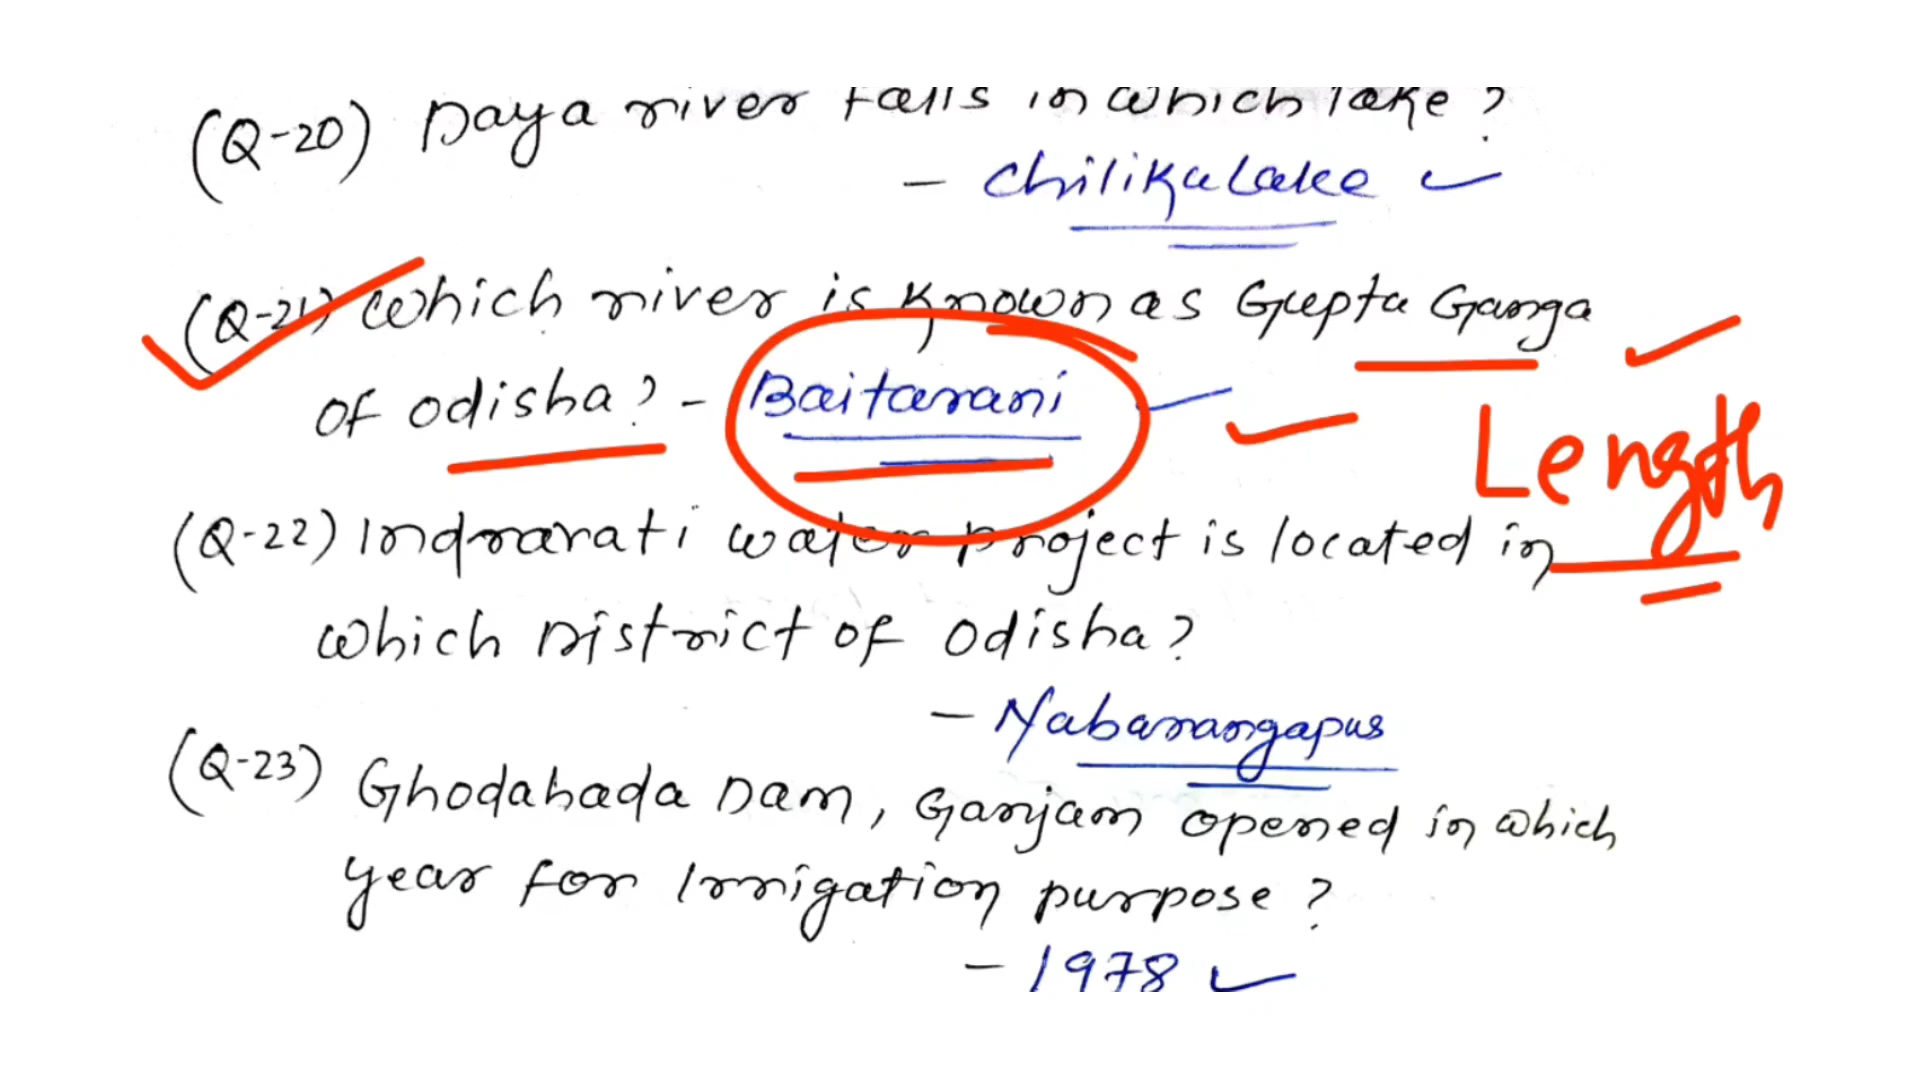 (Q-20) Daya river falls in which lake?
- Chilika Lake
(Q-21) Which river is known as Gupta Ganga
of odisha? - Baitarani
Length
(Q-22) Indravati water project is located in
which District of Odisha?
- Nabarangapur
(Q-23) Ghodahada Dam, Ganjam opened in which
year for Irrigation purpose?
- 1978